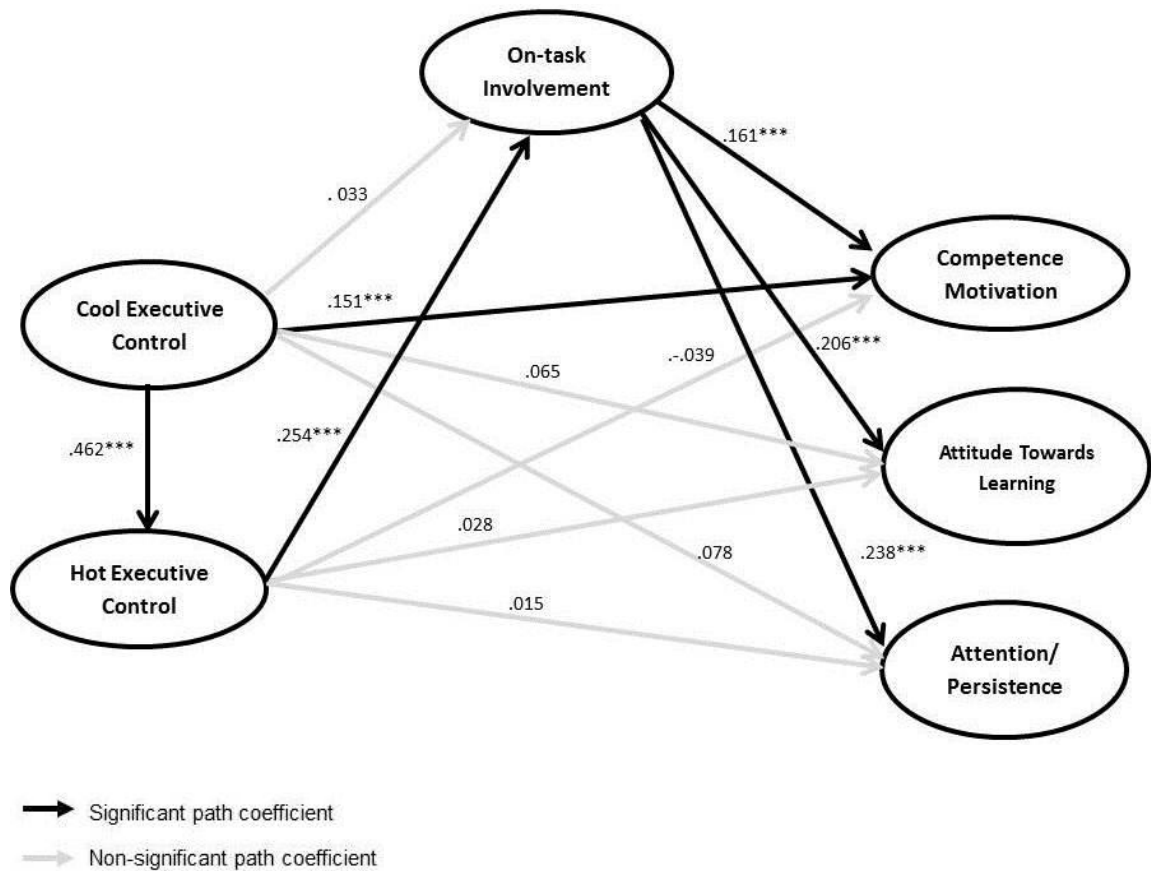 On-task
Involvement
.161***
. 033
Competence
Motivation
Cool Executive
Control
.151***
.-.039
.206***
.065
.462***
.254***
Attitude Towards
Learning
.028
.078
.238***
Hot Executive
Control
.015
Attention/
Persistence
Significant path coefficient
Non-significant path coefficient